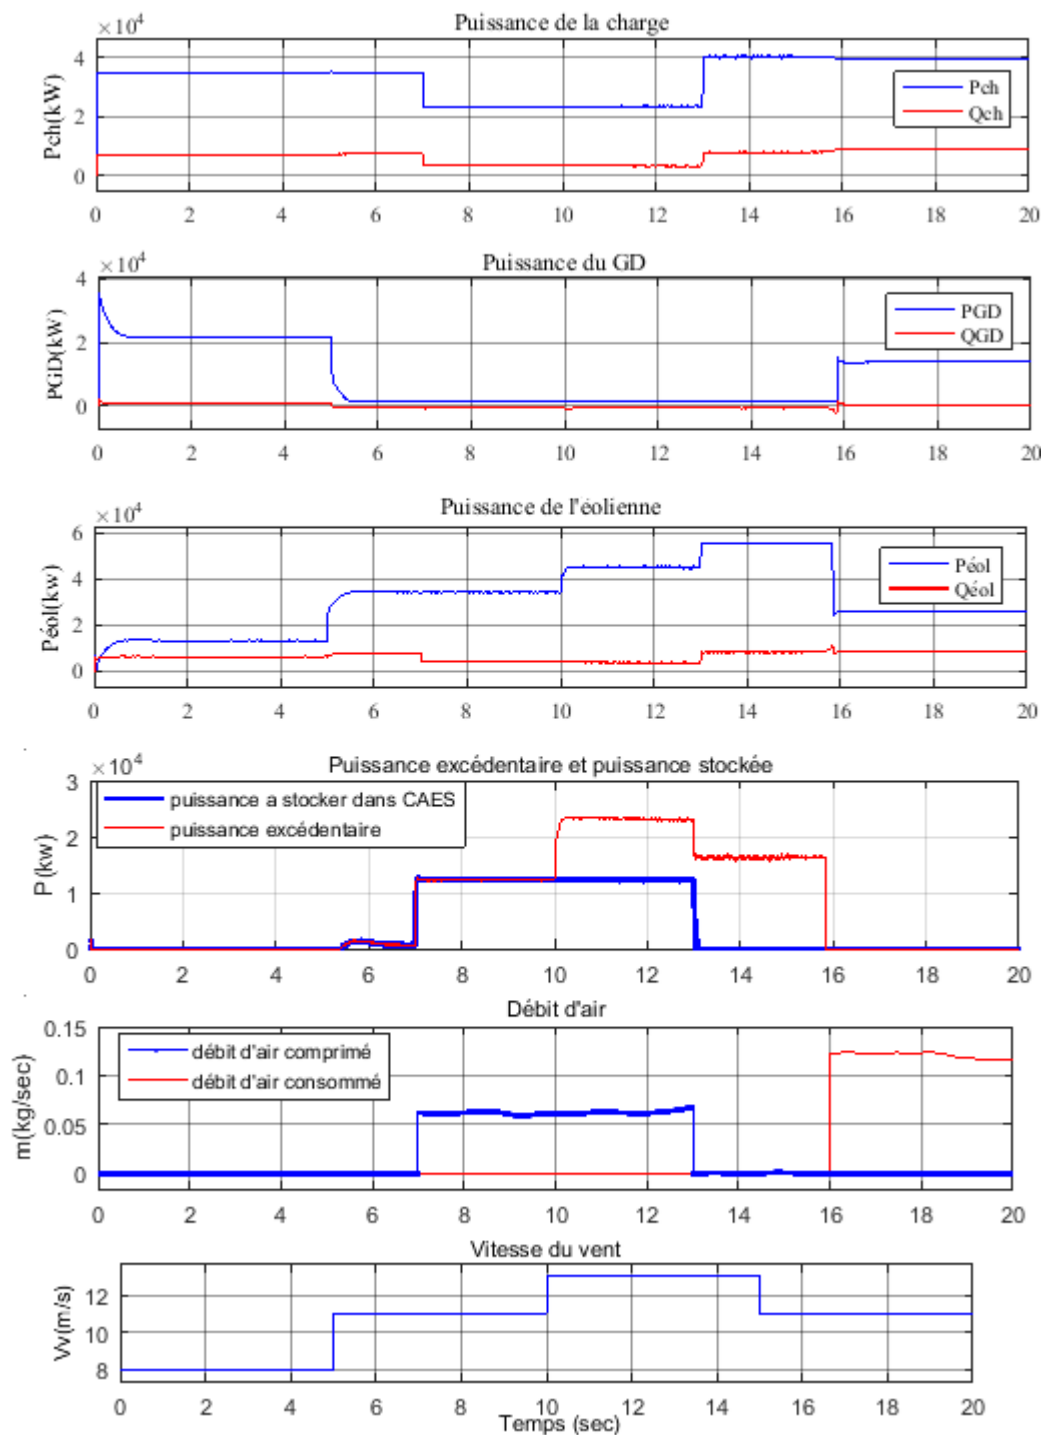 Puissance de la charge
×10⁴
Pch(kW)
4
2
0
Pch
Qch
0 2 4 6 8 10 12 14 16 18 20
Puissance du GD
×10⁴
PGD(kW)
4
2
0
PGD
QGD
0 2 4 6 8 10 12 14 16 18 20
Puissance de l'éolienne
×10⁴
Péol(kw)
6
4
2
0
Péol
Qéol
0 2 4 6 8 10 12 14 16 18 20
Puissance excédentaire et puissance stockée
×10⁴
P(kw)
3
2
1
0
puissance a stocker dans CAES
puissance excédentaire
0 2 4 6 8 10 12 14 16 18 20
Débit d'air
m(kg/sec)
0.15
0.1
0.05
0
débit d'air comprimé
débit d'air consommé
0 2 4 6 8 10 12 14 16 18 20
Vitesse du vent
Vv(m/s)
12
10
8
0 2 4 6 8 10 12 14 16 18 20
Temps (sec)